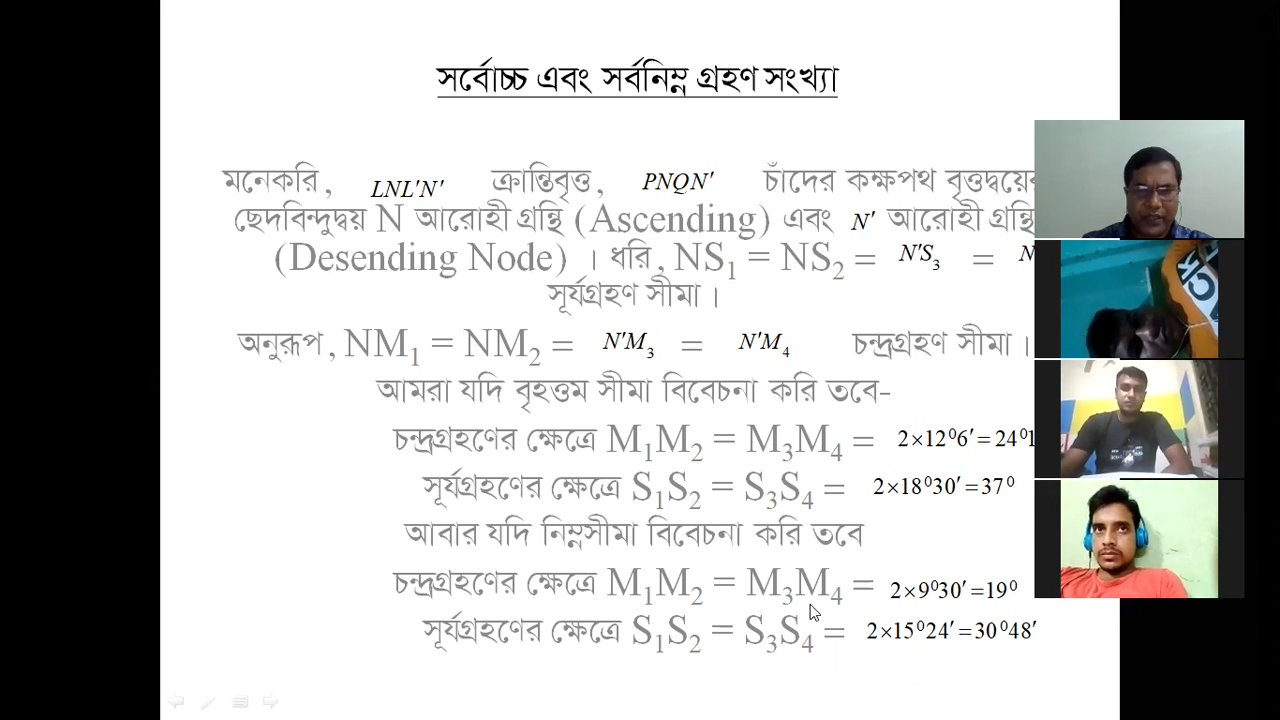 সর্বোচ্চ এবং সর্বনিম্ন গ্রহণ সংখ্যা
মনেকরি, LNL'N' ক্রান্তিবৃত্ত, PNQN' চাঁদের কক্ষপথ বৃত্তদ্বয়ের
ছেদবিন্দুদ্বয় N আরোহী গ্রন্থি (Ascending) এবং N' আরোহী গ্রন্থি
(Desending Node) । ধরি, NS₁ = NS₂ = N'S₃ = N
সূর্যগ্রহণ সীমা ।
অনুরূপ, NM₁ = NM₂ = N'M₃ = N'M₄ চন্দ্রগ্রহণ সীমা ।
আমরা যদি বৃহত্তম সীমা বিবেচনা করি তবে-
চন্দ্রগ্রহণের ক্ষেত্রে M₁M₂ = M₃M₄ = 2×12⁰6′=24⁰1
সূর্যগ্রহণের ক্ষেত্রে S₁S₂ = S₃S₄ = 2×18⁰30′=37⁰
আবার যদি নিম্নসীমা বিবেচনা করি তবে
চন্দ্রগ্রহণের ক্ষেত্রে M₁M₂ = M₃M₄ = 2×9⁰30′=19⁰
সূর্যগ্রহণের ক্ষেত্রে S₁S₂ = S₃S₄ = 2×15⁰24′=30⁰48′